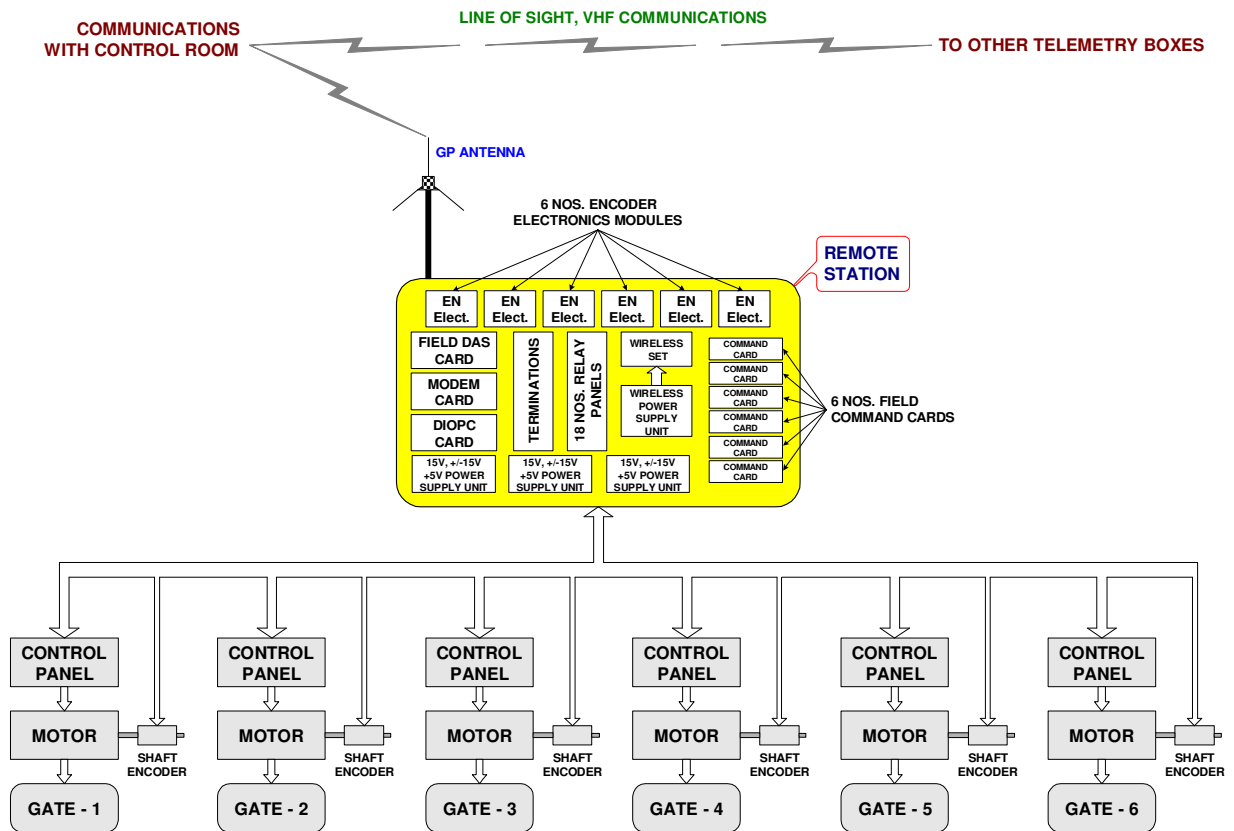 LINE OF SIGHT, VHF COMMUNICATIONS
COMMUNICATIONS
WITH CONTROL ROOM
TO OTHER TELEMETRY BOXES
GP ANTENNA
6 NOS. ENCODER
ELECTRONICS MODULES
REMOTE
STATION
EN
Elect.
EN
Elect.
EN
Elect.
EN
Elect.
EN
Elect.
EN
Elect.
FIELD DAS
CARD
MODEM
CARD
DIOPC
CARD
TERMINATIONS
18 NOS. RELAY
PANELS
WIRELESS
SET
WIRELESS
POWER
SUPPLY
UNIT
COMMAND
CARD
COMMAND
CARD
COMMAND
CARD
COMMAND
CARD
COMMAND
CARD
COMMAND
CARD
6 NOS. FIELD
COMMAND CARDS
15V, +/-15V
+5V POWER
SUPPLY UNIT
15V, +/-15V
+5V POWER
SUPPLY UNIT
15V, +/-15V
+5V POWER
SUPPLY UNIT
CONTROL
PANEL
CONTROL
PANEL
CONTROL
PANEL
CONTROL
PANEL
CONTROL
PANEL
CONTROL
PANEL
MOTOR
MOTOR
MOTOR
MOTOR
MOTOR
MOTOR
SHAFT
ENCODER
SHAFT
ENCODER
SHAFT
ENCODER
SHAFT
ENCODER
SHAFT
ENCODER
SHAFT
ENCODER
GATE - 1
GATE - 2
GATE - 3
GATE - 4
GATE - 5
GATE - 6